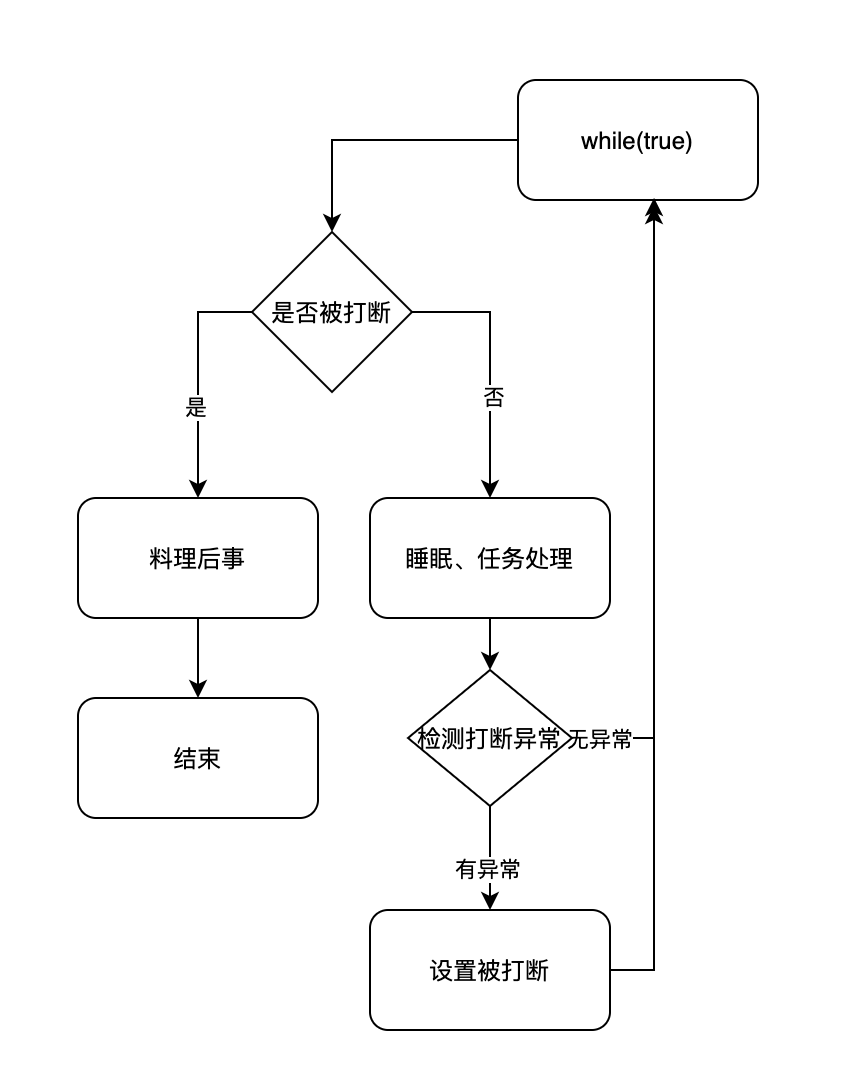 while(true)
是否被打断
是
否
料理后事
睡眠、任务处理
结束
检测打断异常
无异常
有异常
设置被打断